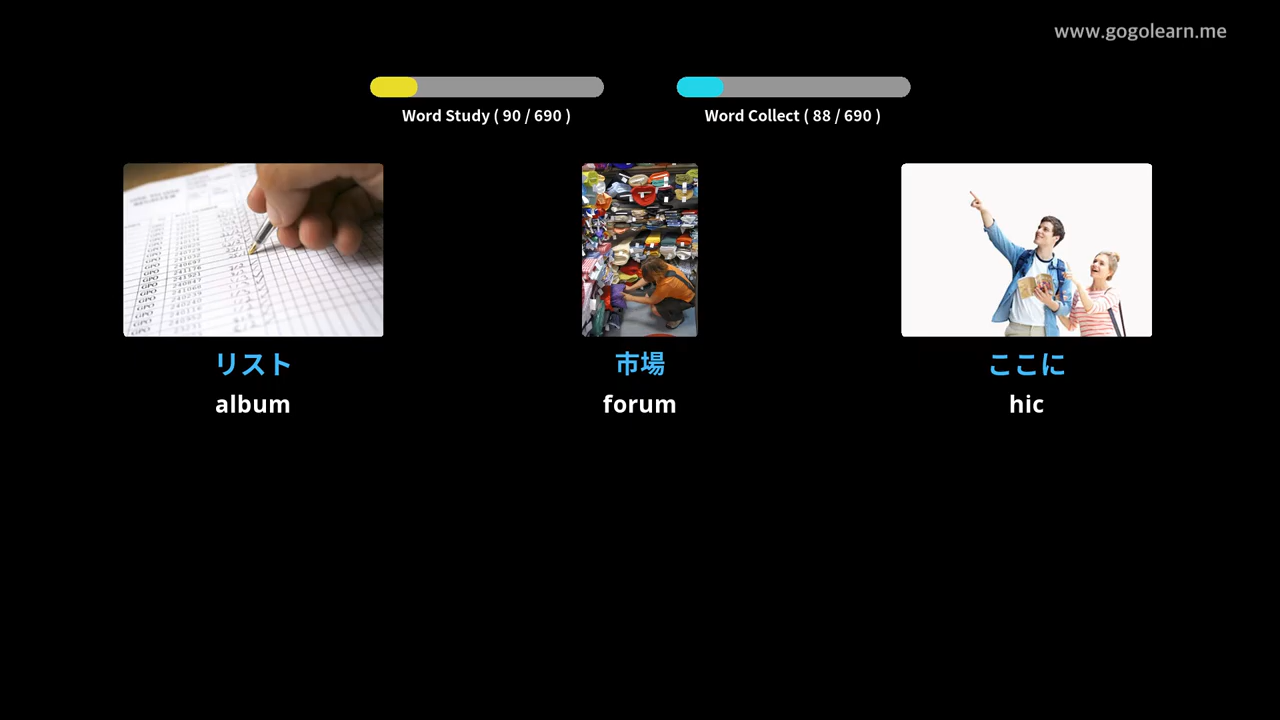 www.gogolearn.me
Word Study ( 90 / 690 )
Word Collect ( 88 / 690 )
リスト
市場
ここに
album
forum
hic